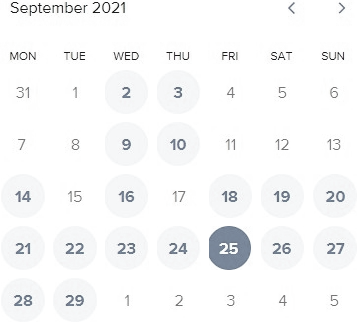 September 2021
MON TUE WED THU FRI SAT SUN
31 1 2 3 4 5 6
7 8 9 10 11 12 13
14 15 16 17 18 19 20
21 22 23 24 25 26 27
28 29 1 2 3 4 5